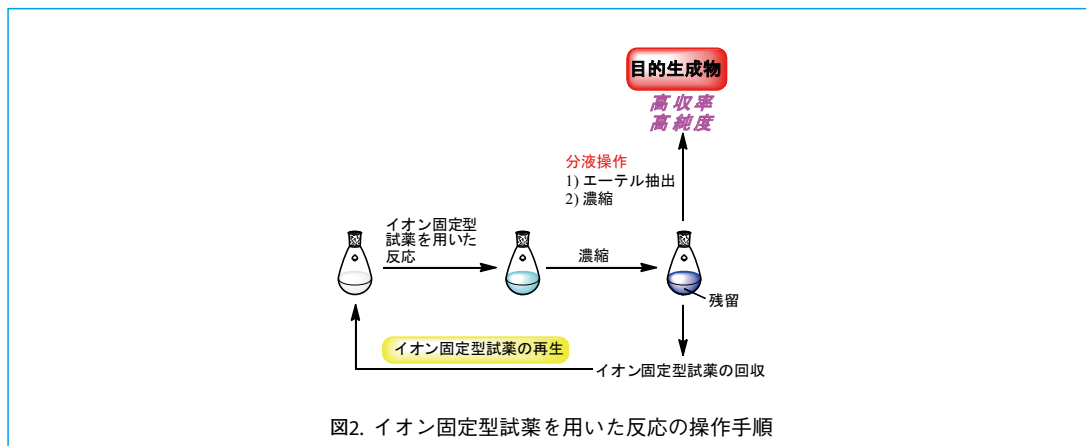 目的生成物
高収率
高純度
分液操作
1) エーテル抽出
2) 濃縮
イオン固定型
試薬を用いた
反応
濃縮
残留
イオン固定型試薬の再生
イオン固定型試薬の回収
図2. イオン固定型試薬を用いた反応の操作手順